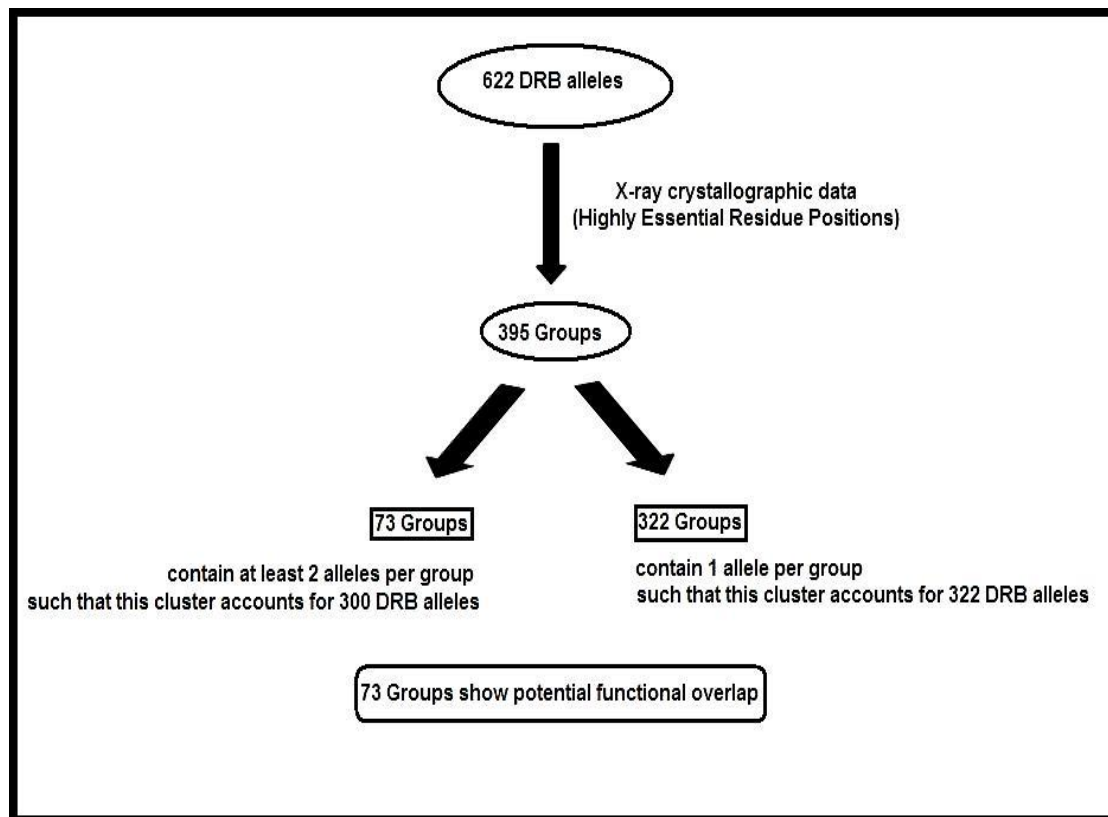 622 DRB alleles
X-ray crystallographic data
(Highly Essential Residue Positions)
395 Groups
73 Groups
contain at least 2 alleles per group
such that this cluster accounts for 300 DRB alleles
322 Groups
contain 1 allele per group
such that this cluster accounts for 322 DRB alleles
73 Groups show potential functional overlap